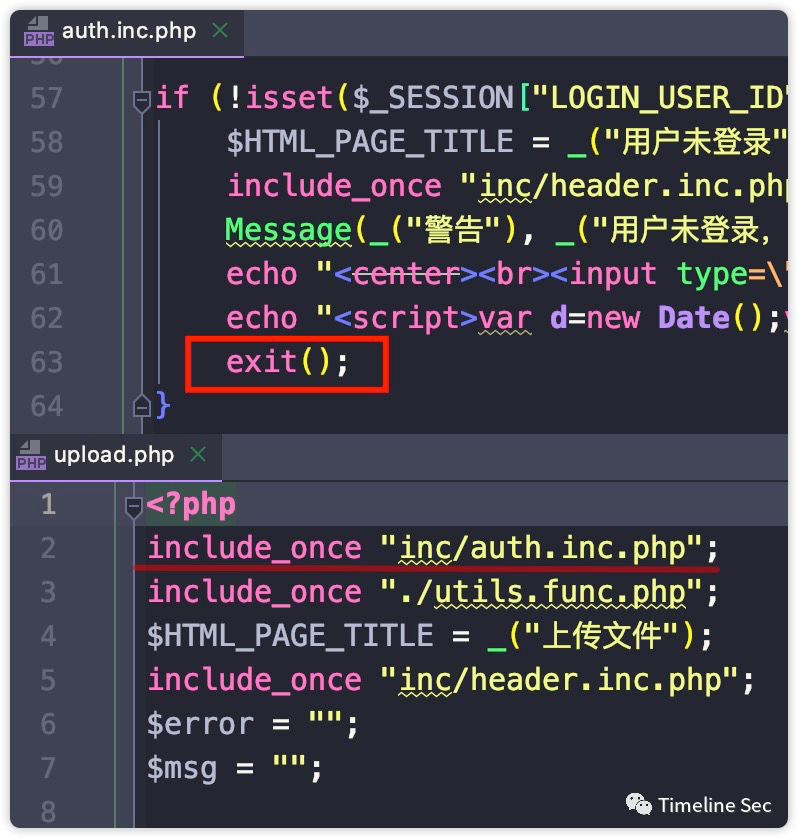 PHP auth.inc.php
57 if (!isset($_SESSION["LOGIN_USER_ID"
58 $HTML_PAGE_TITLE = _("用户未登录"
59 include_once "inc/header.inc.php
60 Message(_("警告"), _("用户未登录,
61 echo "<center><br><input type=\"
62 echo "<script>var d=new Date();
63 exit();
64 }
PHP upload.php
1 <?php
2 include_once "inc/auth.inc.php";
3 include_once "./utils.func.php";
4 $HTML_PAGE_TITLE = _("上传文件");
5 include_once "inc/header.inc.php";
6 $error = "";
7 $msg = "";
8
Timeline Sec